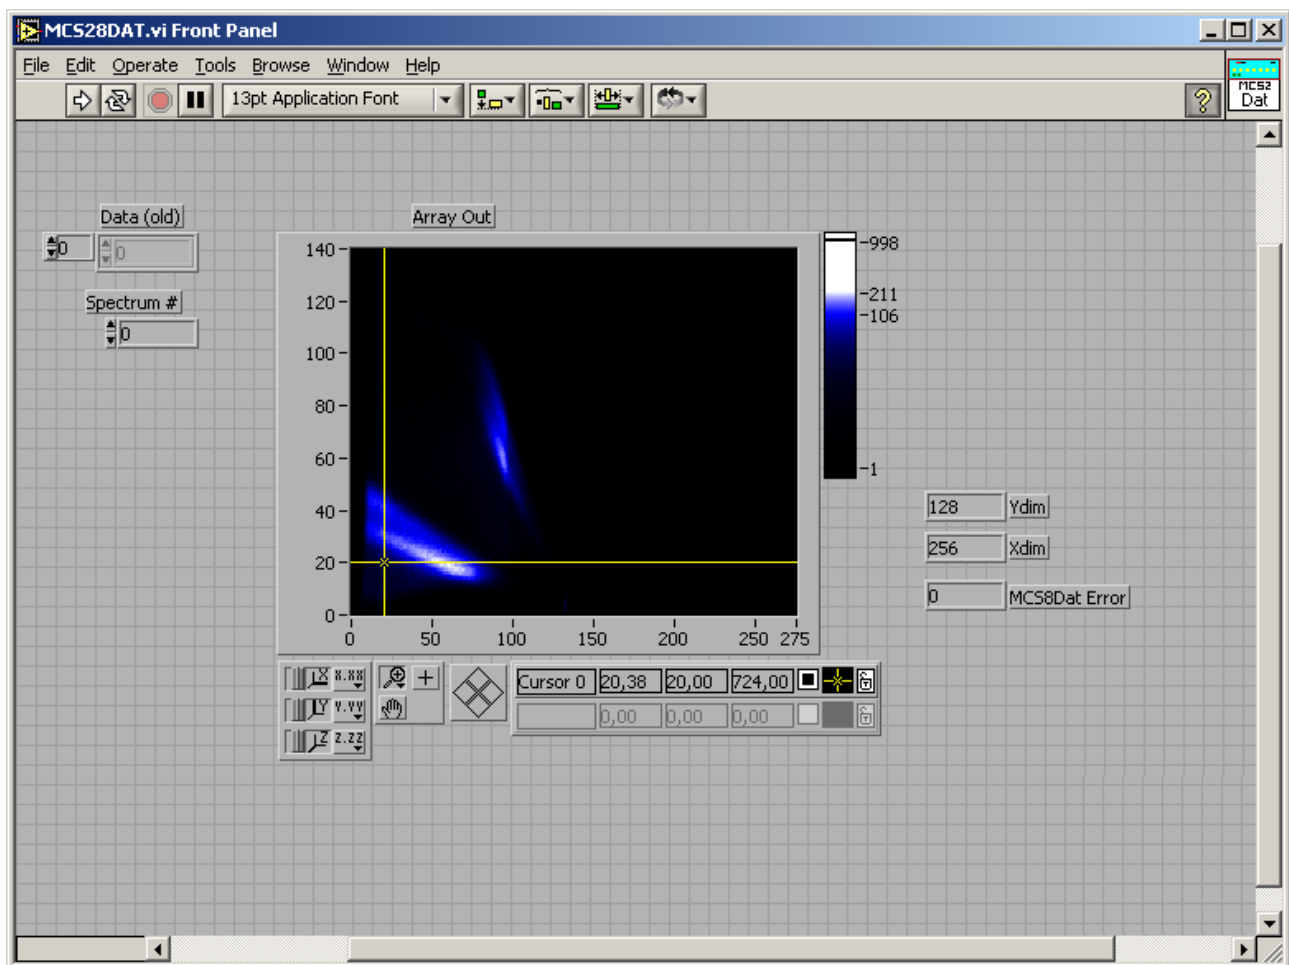 MCS28DAT.vi Front Panel
File Edit Operate Tools Browse Window Help
13pt Application Font
?
MCS2
Dat
Data (old)
0
0
Spectrum #
0
Array Out
140
120
100
80
60
40
20
0
0 50 100 150 200 250 275
998
211
106
1
128 Ydim
256 Xdim
0 MCS8Dat Error
X X.XX
Y Y.YY
Z Z.ZZ
Cursor 0 20,38 20,00 724,00
0,00 0,00 0,00